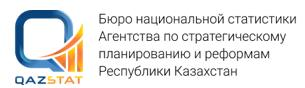 Бюро национальной статистики
Агентства по стратегическому
планированию и реформам
Республики Казахстан
QAZSTAT